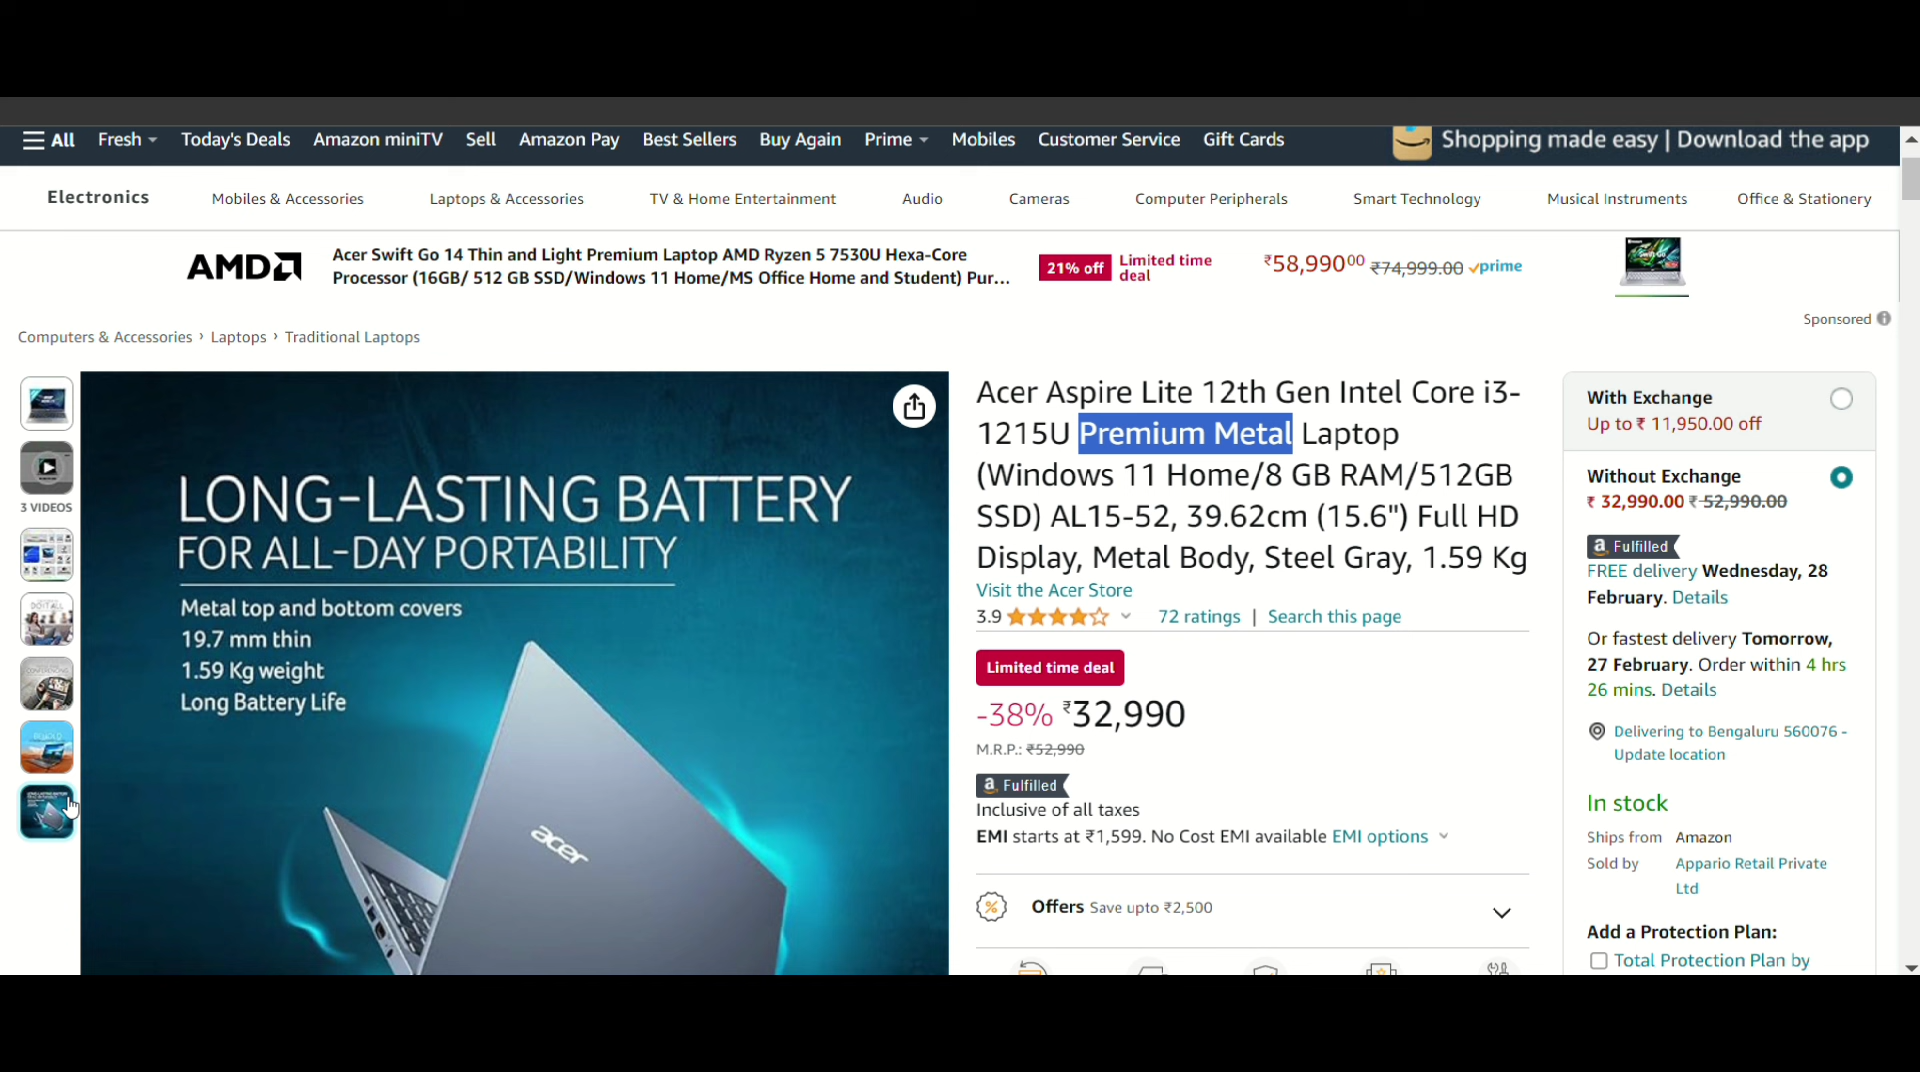 All Fresh Today's Deals Amazon miniTV Sell Amazon Pay Best Sellers Buy Again Prime Mobiles Customer Service Gift Cards Shopping made easy | Download the app
Electronics Mobiles & Accessories Laptops & Accessories TV & Home Entertainment Audio Cameras Computer Peripherals Smart Technology Musical Instruments Office & Stationery
AMD
Acer Swift Go 14 Thin and Light Premium Laptop AMD Ryzen 5 7530U Hexa-Core
Processor (16GB/ 512 GB SSD/Windows 11 Home/MS Office Home and Student) Pur...
21% off Limited time
deal
₹58,990⁰⁰ ₹74,999.00 prime
Sponsored
Computers & Accessories › Laptops › Traditional Laptops
3 VIDEOS
LONG-LASTING BATTERY
FOR ALL-DAY PORTABILITY
Metal top and bottom covers
19.7 mm thin
1.59 Kg weight
Long Battery Life
acer
Acer Aspire Lite 12th Gen Intel Core i3-
1215U Premium Metal Laptop
(Windows 11 Home/8 GB RAM/512GB
SSD) AL15-52, 39.62cm (15.6") Full HD
Display, Metal Body, Steel Gray, 1.59 Kg
Visit the Acer Store
3.9 72 ratings | Search this page
Limited time deal
-38% ₹32,990
M.R.P.: ₹52,990
a Fulfilled
Inclusive of all taxes
EMI starts at ₹1,599. No Cost EMI available EMI options
Offers Save upto ₹2,500
With Exchange
Up to ₹ 11,950.00 off
Without Exchange
₹ 32,990.00 ₹ 52,990.00
a Fulfilled
FREE delivery Wednesday, 28
February. Details
Or fastest delivery Tomorrow,
27 February. Order within 4 hrs
26 mins. Details
Delivering to Bengaluru 560076 -
Update location
In stock
Ships from Amazon
Sold by Appario Retail Private
Ltd
Add a Protection Plan:
Total Protection Plan by